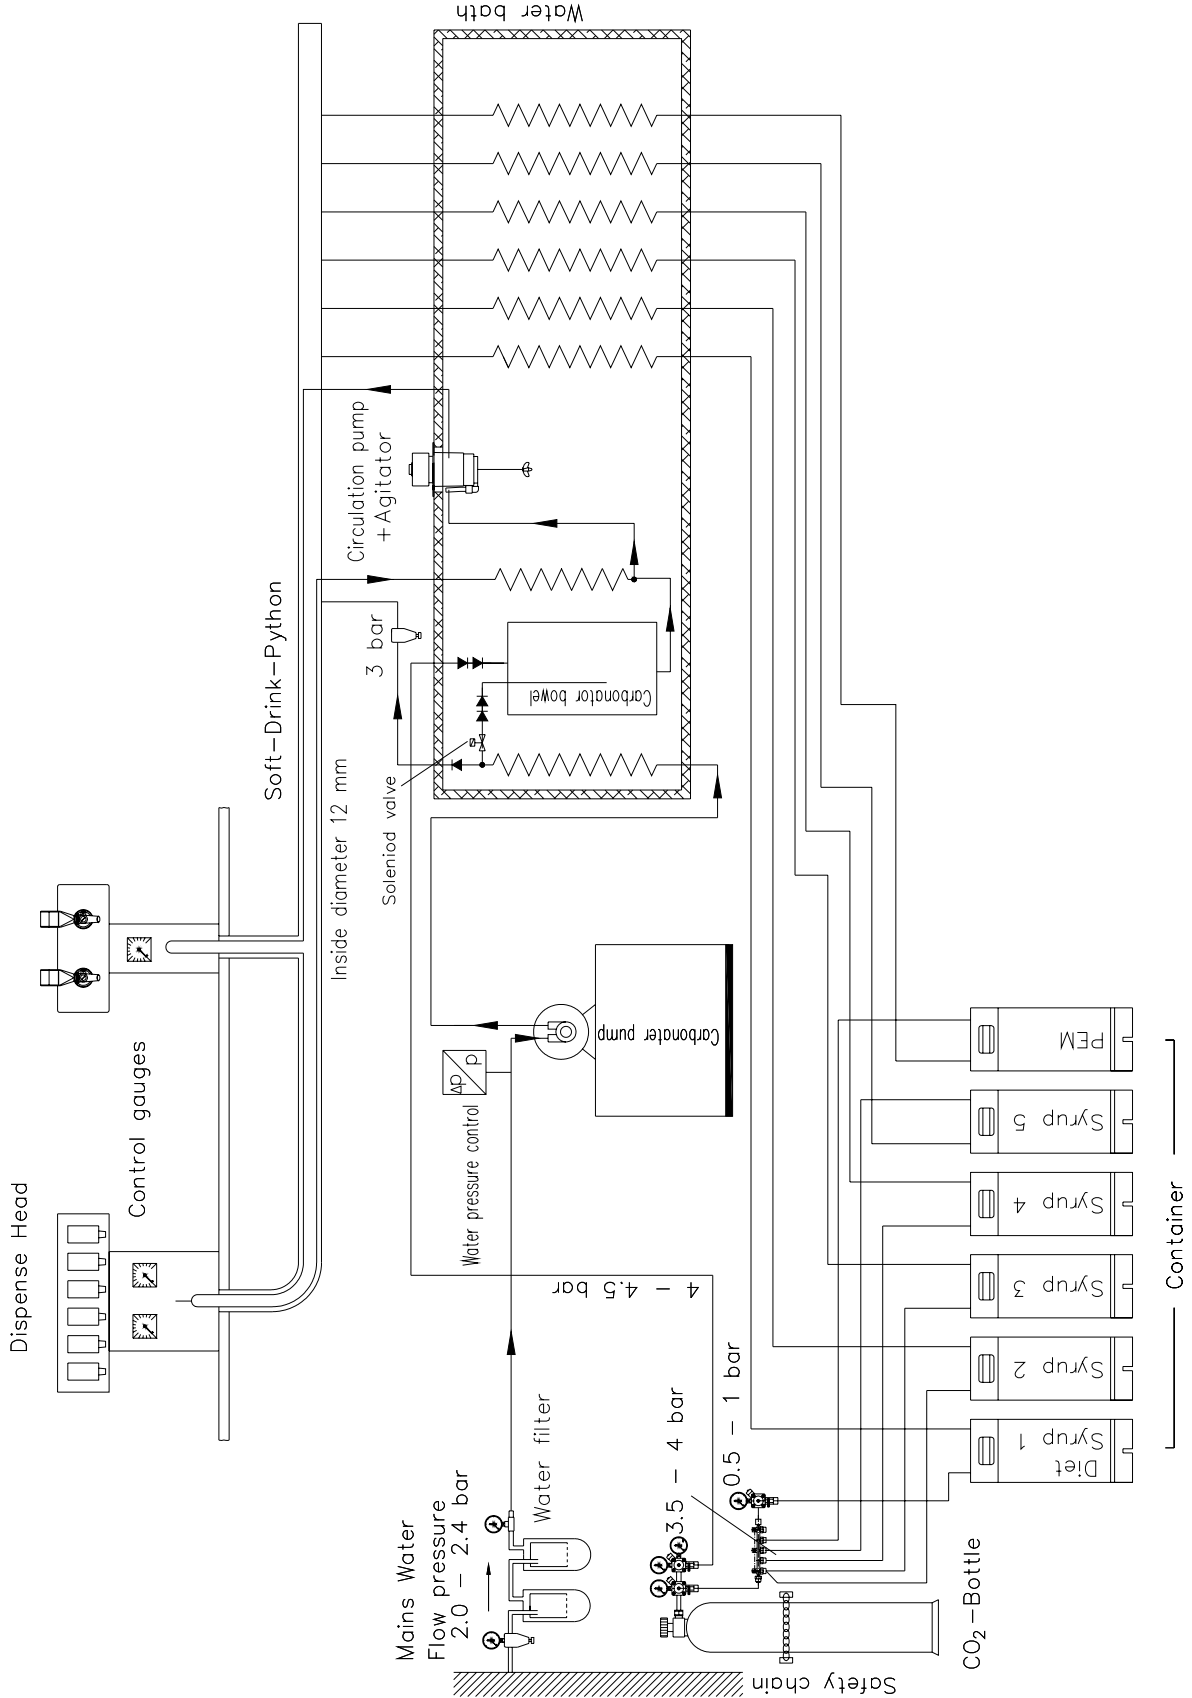 Water bath
Circulation pump
+Agitator
Soft-Drink-Python
3 bar
Carbonator bowel
Inside diameter 12 mm
Soleniod valve
Control gauges
Dispense Head
Δp
p
Water pressure control
Carbonater pump
4 - 4.5 bar
Mains Water
Flow pressure
2.0 - 2.4 bar
Water filter
3.5 - 4 bar
0.5 - 1 bar
CO₂-Bottle
Safety chain
Diet
Syrup 1
Syrup 2
Syrup 3
Syrup 4
Syrup 5
PEM
Container